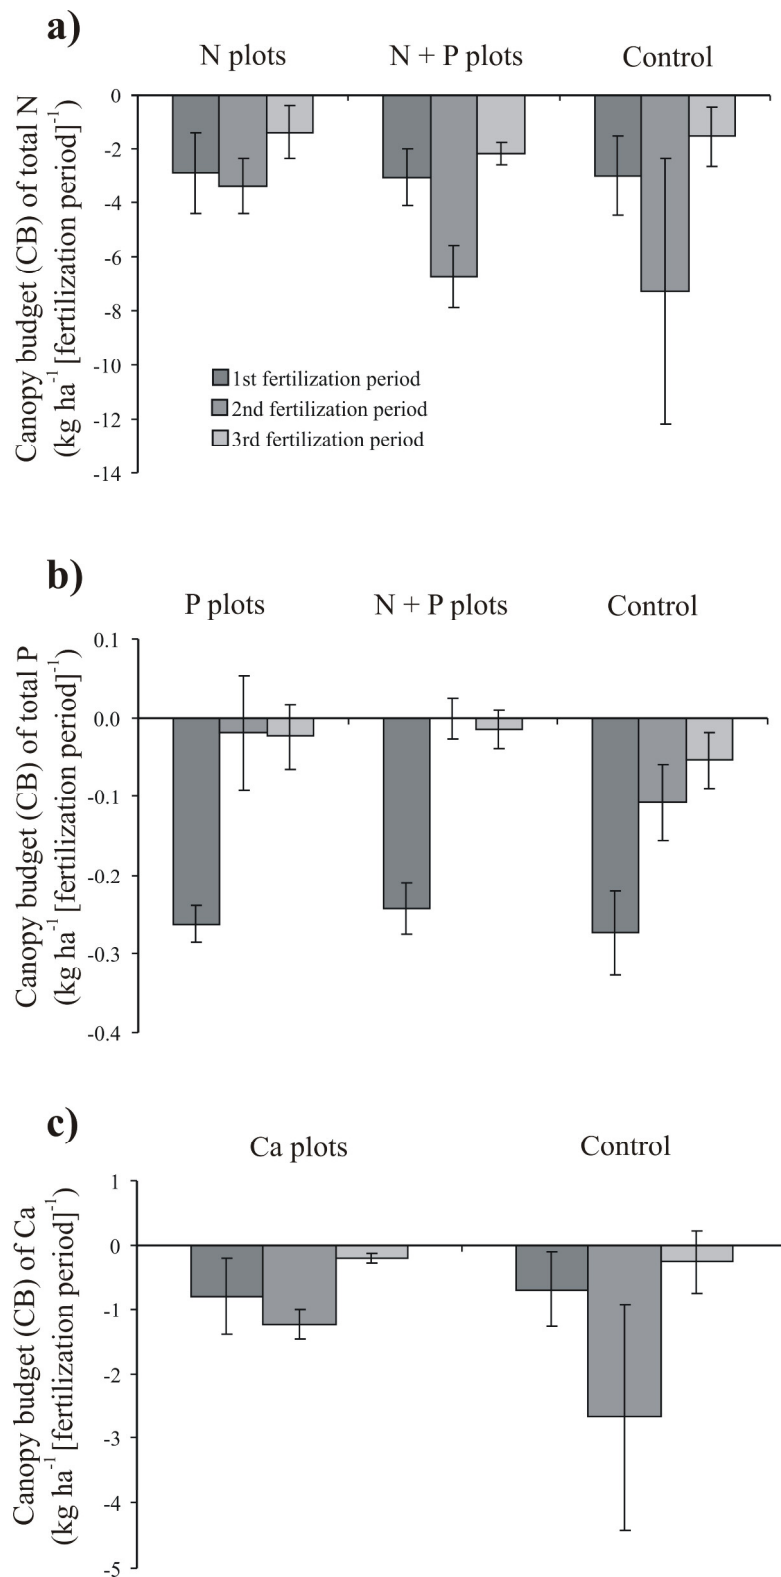 a)
N plots N + P plots Control
Canopy budget (CB) of total N
(kg ha-1 [fertilization period]-1)
0
-2
-4
-6
-8
-10
-12
-14
1st fertilization period
2nd fertilization period
3rd fertilization period
b)
P plots N + P plots Control
Canopy budget (CB) of total P
(kg ha-1 [fertilization period]-1)
0.1
0.0
-0.1
-0.2
-0.3
-0.4
c)
Ca plots Control
Canopy budget (CB) of Ca
(kg ha-1 [fertilization period]-1)
1
0
-1
-2
-3
-4
-5